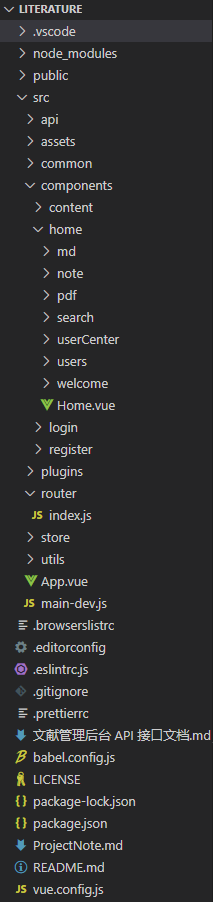 LITERATURE
.vscode
node_modules
public
src
api
assets
common
components
content
home
md
note
pdf
search
userCenter
users
welcome
Home.vue
login
register
plugins
router
JS index.js
store
utils
App.vue
JS main-dev.js
.browserslistrc
.editorconfig
.eslintrc.js
.gitignore
.prettierrc
文献管理后台 API 接口文档.md
babel.config.js
LICENSE
{} package-lock.json
{} package.json
ProjectNote.md
README.md
JS vue.config.js